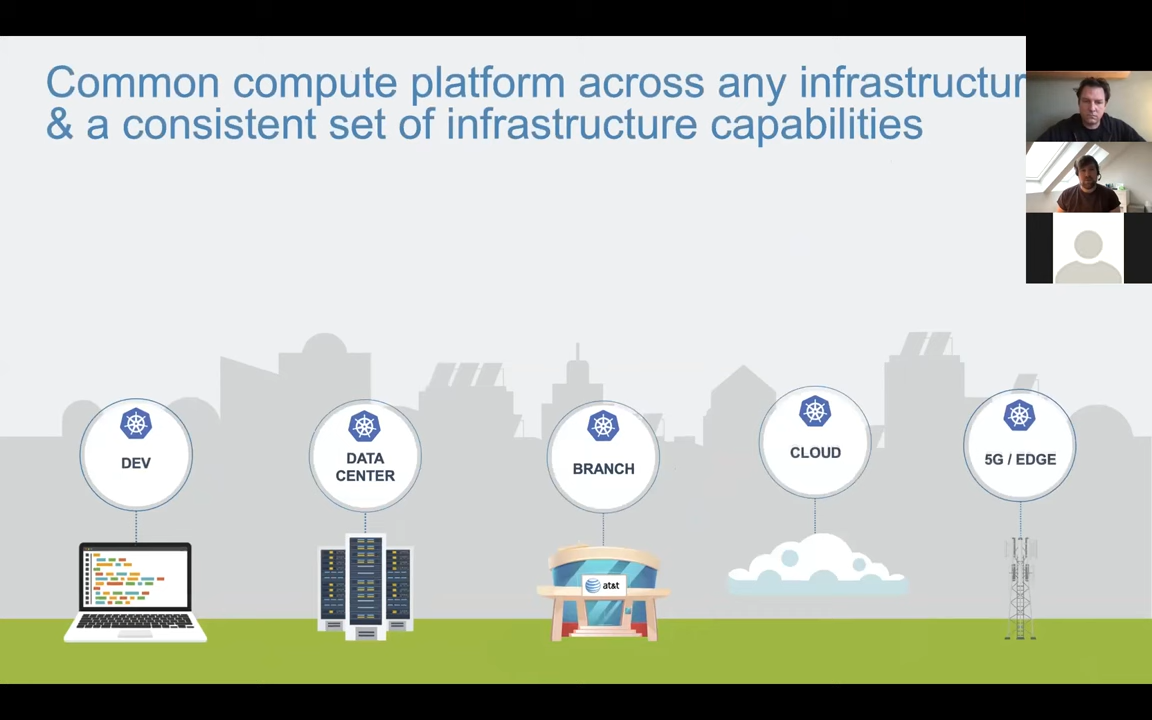 Common compute platform across any infrastructur
& a consistent set of infrastructure capabilities
DEV
DATA
CENTER
BRANCH
CLOUD
5G / EDGE
at&t